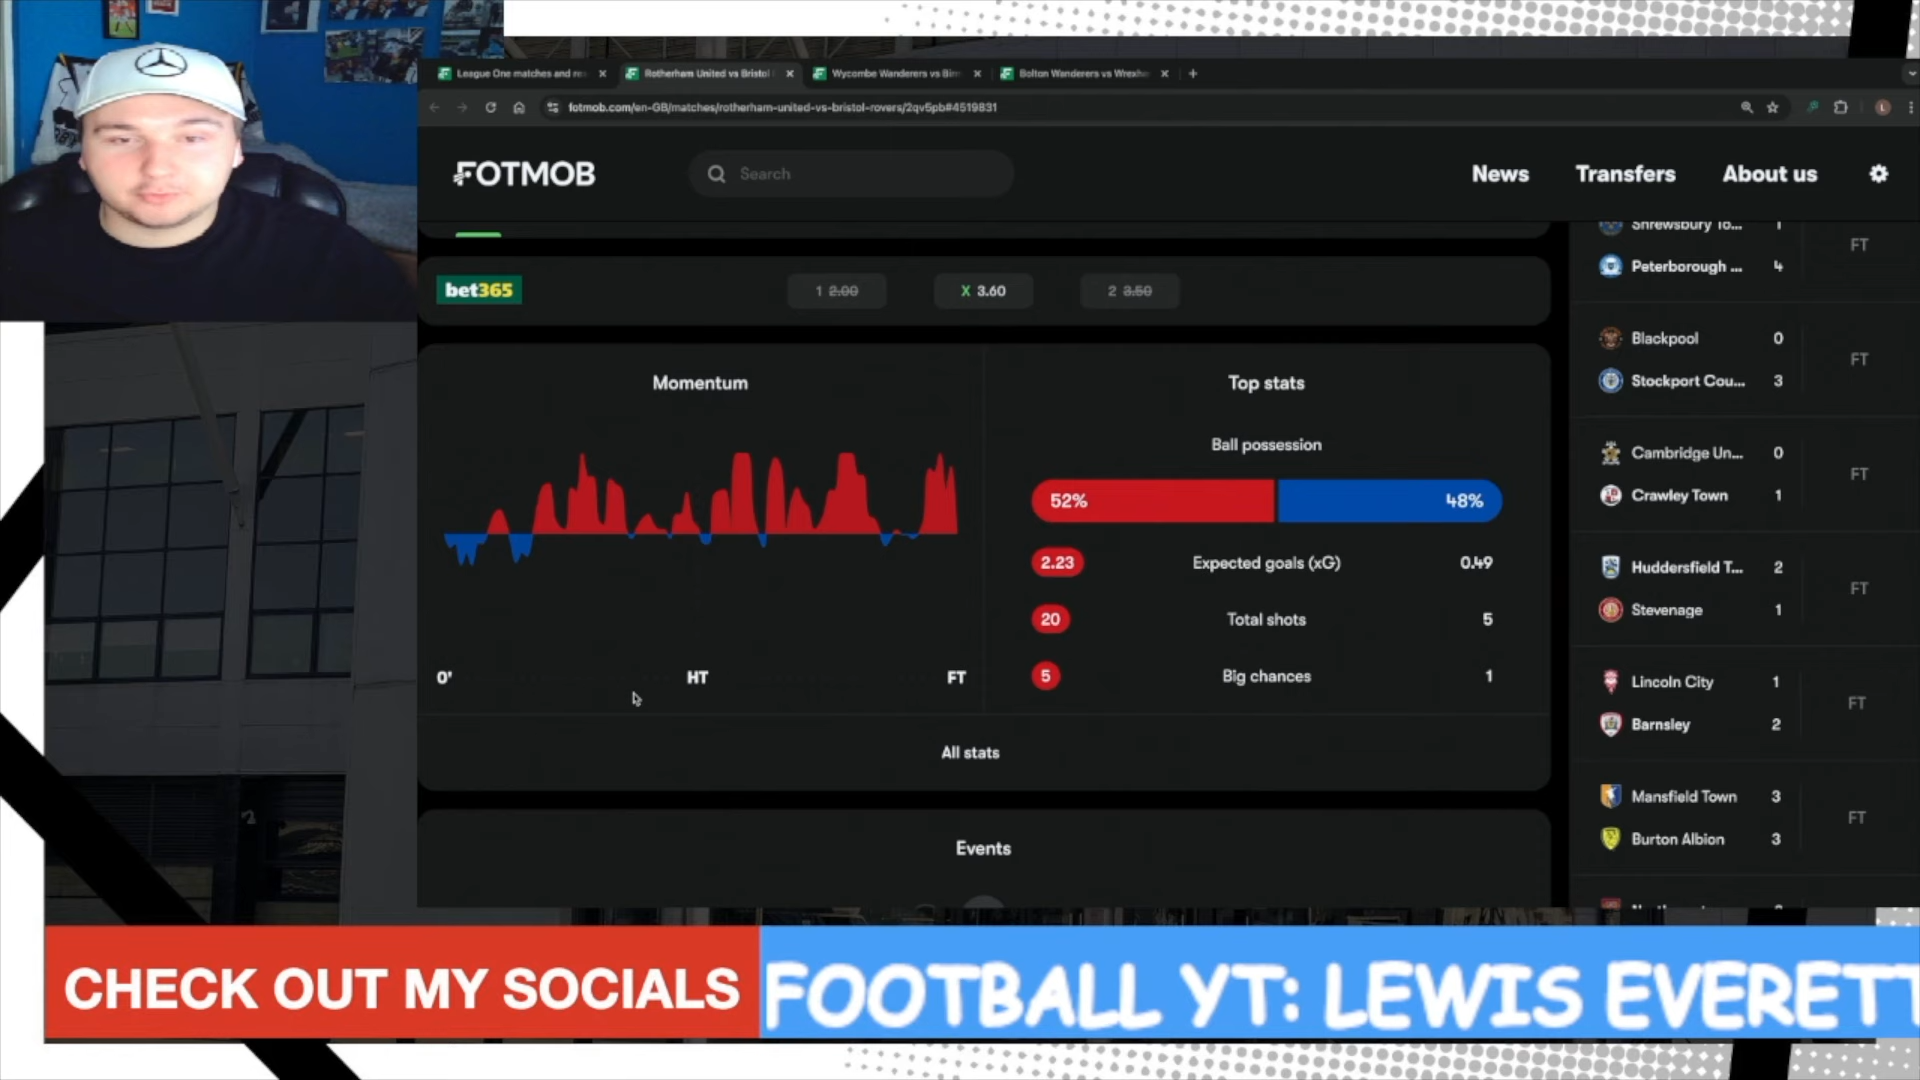 League One matches and re
Rotherham United vs Bristol
Wycombe Wanderers vs Birm
Bolton Wanderers vs Wrexh
fotmob.com/en-GB/matches/rotherham-united-vs-bristol-rovers/2qv5pb#4519831
L
FOTMOB
Search
News
Transfers
About us
bet365
1 2.00
X 3.60
2 3.50
Momentum
0'
HT
FT
Top stats
Ball possession
52%
48%
2.23 Expected goals (xG) 0.49
20 Total shots 5
5 Big chances 1
All stats
Events
Shrewsbury To... 1
FT
Peterborough ... 4
Blackpool 0
FT
Stockport Cou... 3
Cambridge Un... 0
FT
Crawley Town 1
Huddersfield T... 2
FT
Stevenage 1
Lincoln City 1
FT
Barnsley 2
Mansfield Town 3
FT
Burton Albion 3
CHECK OUT MY SOCIALS
FOOTBALL YT: LEWIS EVERETT